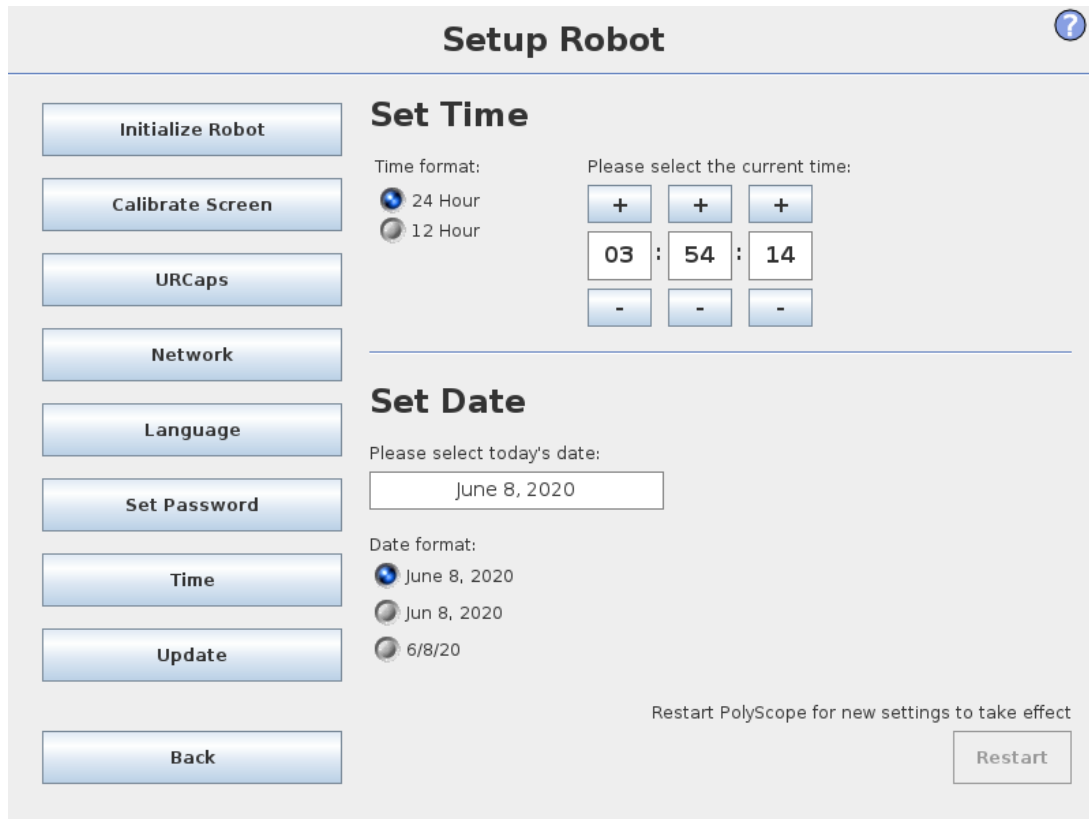 Setup Robot
?
Initialize Robot
Calibrate Screen
URCaps
Network
Language
Set Password
Time
Update
Back
Set Time
Time format:
24 Hour
12 Hour
Please select the current time:
+ + +
03 : 54 : 14
- - -
Set Date
Please select today's date:
June 8, 2020
Date format:
June 8, 2020
Jun 8, 2020
6/8/20
Restart PolyScope for new settings to take effect
Restart